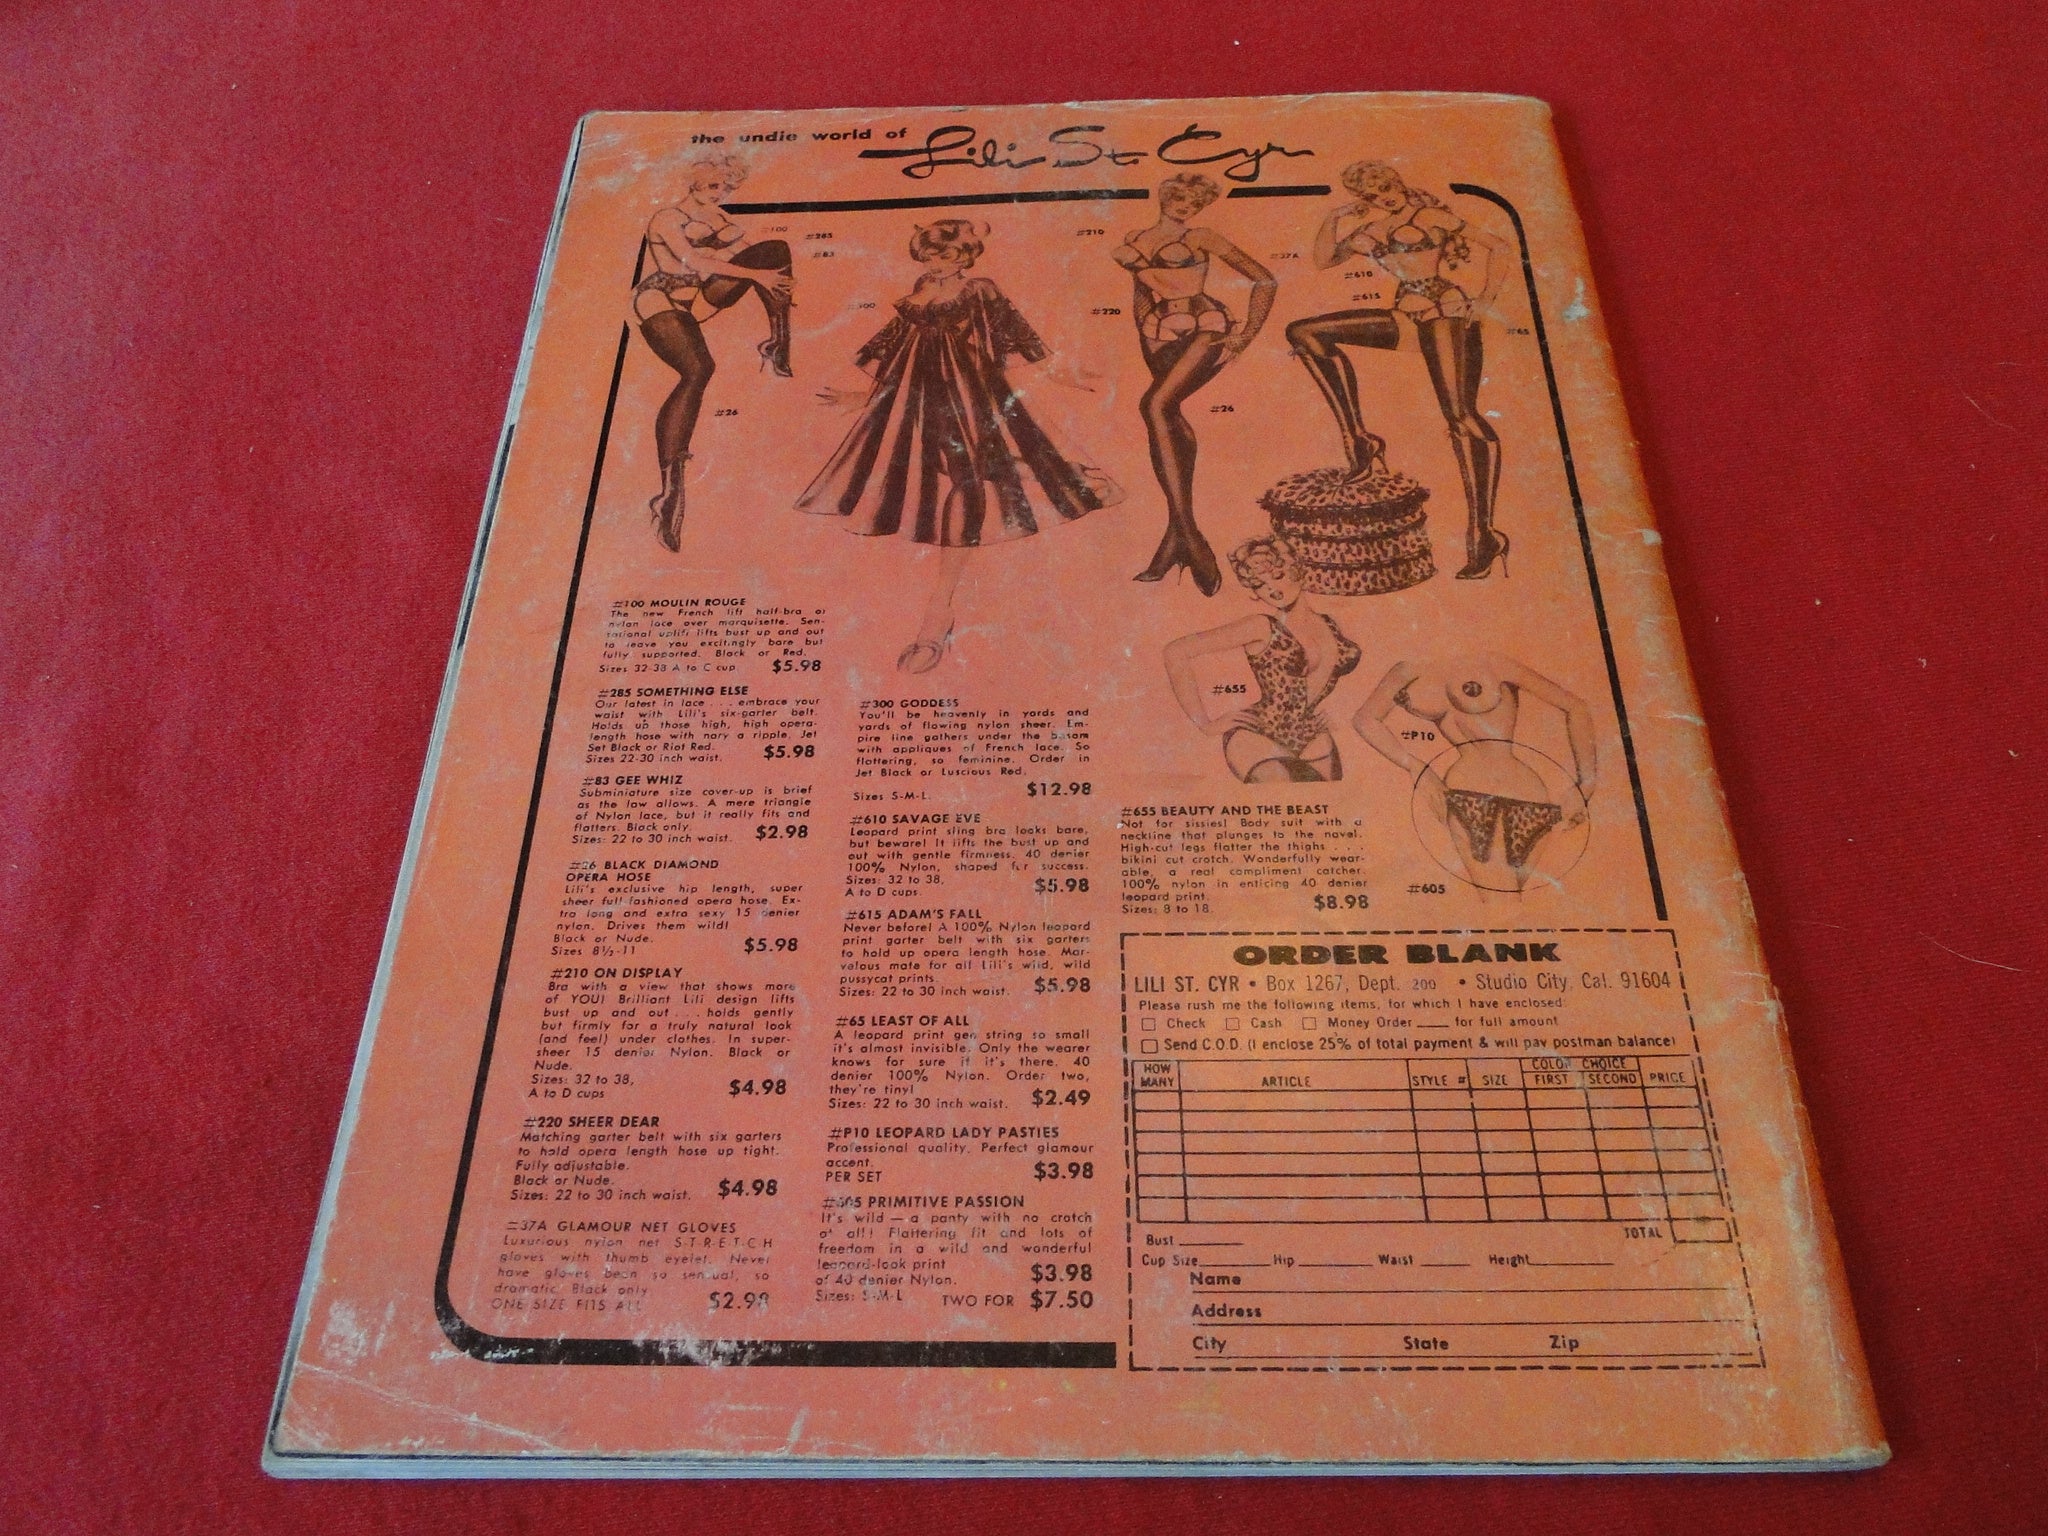 the undie world of Lili St. Cyr
#100
#285
#83
#26
#300
#210
#220
#26
#37A
#610
#615
#65
#655
#P10
#605
#100 MOULIN ROUGE
The new French lift half-bra of
nylon lace over marquisette. Sen-
sational uplift lifts bust up and out
to leave you excitingly bare but
fully supported. Black or Red.
Sizes 32-38 A to C cup. $5.98
#285 SOMETHING ELSE
Our latest in lace . . . embrace your
waist with Lili's six-garter belt.
Holds up those high, high opera-
length hose with nary a ripple. Jet
Set Black or Riot Red.
Sizes 22-30 inch waist. $5.98
#83 GEE WHIZ
Subminiature size cover-up is brief
as the law allows. A mere triangle
of Nylon lace, but it really fits and
flatters. Black only.
Sizes: 22 to 30 inch waist. $2.98
#26 BLACK DIAMOND
OPERA HOSE
Lili's exclusive hip length, super
sheer full-fashioned opera hose. Ex-
tra long and extra sexy 15 denier
nylon. Drives them wild!
Black or Nude.
Sizes 8½-11 $5.98
#210 ON DISPLAY
Bra with a view that shows more
of YOU! Brilliant Lili design lifts
bust up and out . . . holds gently
but firmly for a truly natural look
(and feel) under clothes. In super-
sheer 15 denier Nylon. Black or
Nude.
Sizes: 32 to 38,
A to D cups $4.98
#220 SHEER DEAR
Matching garter belt with six garters
to hold opera length hose up tight.
Fully adjustable.
Black or Nude.
Sizes: 22 to 30 inch waist. $4.98
#37A GLAMOUR NET GLOVES
Luxurious nylon net S-T-R-E-T-C-H
gloves with thumb eyelet. Never
have gloves been so sensual, so
dramatic. Black only
ONE SIZE FITS ALL $2.98
#300 GODDESS
You'll be heavenly in yards and
yards of flowing nylon sheer. Em-
pire line gathers under the bosom
with appliques of French lace. So
flattering, so feminine. Order in
Jet Black or Luscious Red.
Sizes S-M-L. $12.98
#610 SAVAGE EVE
Leopard print sling bra looks bare,
but beware! It lifts the bust up and
out with gentle firmness. 40 denier
100% Nylon, shaped for success.
Sizes: 32 to 38,
A to D cups. $5.98
#615 ADAM'S FALL
Never before! A 100% Nylon leopard
print garter belt with six garters
to hold up opera length hose. Mar-
velous mate for all Lili's wild, wild
pussycat prints.
Sizes: 22 to 30 inch waist. $5.98
#65 LEAST OF ALL
A leopard print gee string so small
it's almost invisible. Only the wearer
knows for sure if it's there. 40
denier 100% Nylon. Order two,
they're tiny!
Sizes: 22 to 30 inch waist. $2.49
#P10 LEOPARD LADY PASTIES
Professional quality. Perfect glamour
accent.
PER SET $3.98
#605 PRIMITIVE PASSION
It's wild — a panty with no crotch
at all! Flattering fit and lots of
freedom in a wild and wonderful
leopard-look print
of 40 denier Nylon. $3.98
Sizes: S-M-L TWO FOR $7.50
#655 BEAUTY AND THE BEAST
Not for sissies! Body suit with a
neckline that plunges to the navel.
High-cut legs flatter the thighs . . .
bikini cut crotch. Wonderfully wear-
able, a real compliment catcher.
100% nylon in enticing 40 denier
leopard print.
Sizes: 8 to 18. $8.98
ORDER BLANK
LILI ST. CYR • Box 1267, Dept. 200 • Studio City, Cal. 91604
Please rush me the following items, for which I have enclosed:
Check Cash Money Order ___ for full amount
Send C.O.D. (I enclose 25% of total payment & will pay postman balance)
HOW MANY ARTICLE STYLE # SIZE COLOR CHOICE FIRST SECOND PRICE
TOTAL
Bust
Cup Size Hip Waist Height
Name
Address
City State Zip